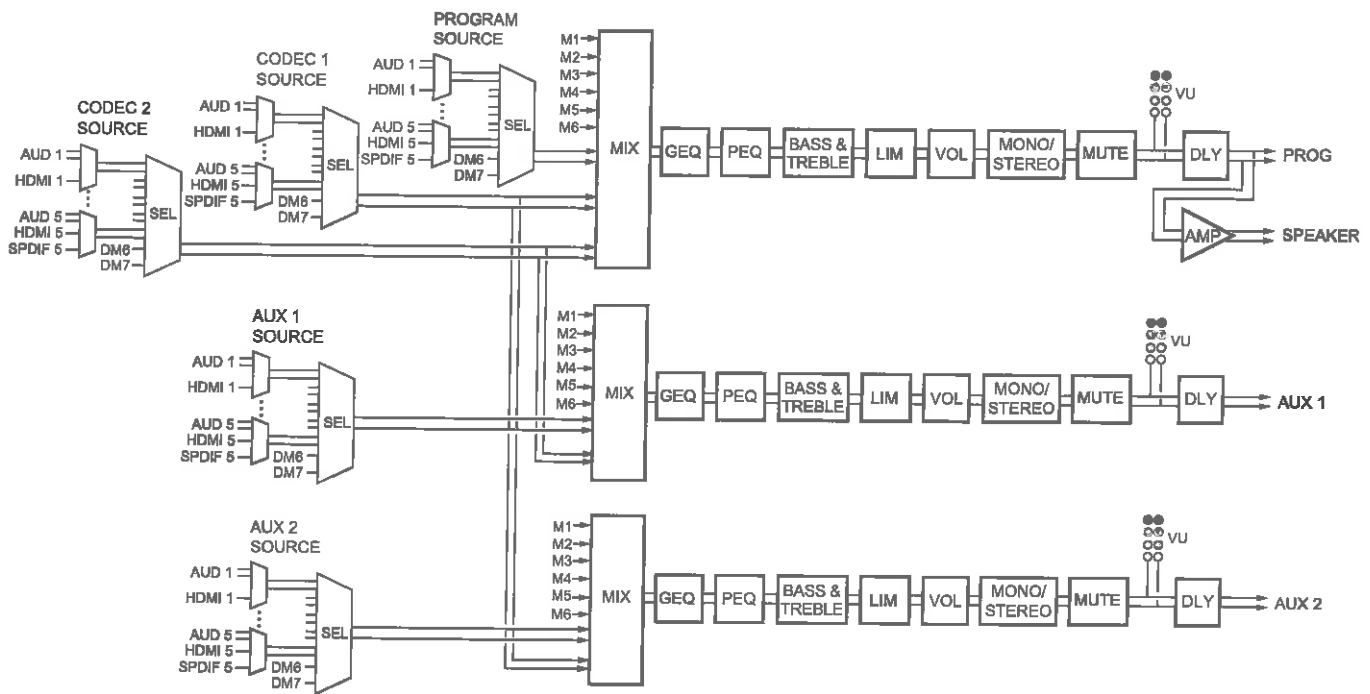 PROGRAM
SOURCE
AUD 1
HDMI 1
AUD 5
HDMI 5
SPDIF 5
DM6
DM7
SEL
CODEC 1
SOURCE
AUD 1
HDMI 1
AUD 5
HDMI 5
SPDIF 5
DM6
DM7
SEL
CODEC 2
SOURCE
AUD 1
HDMI 1
AUD 5
HDMI 5
SPDIF 5
DM6
DM7
SEL
M1
M2
M3
M4
M5
M6
MIX
GEQ
PEQ
BASS &
TREBLE
LIM
VOL
MONO/
STEREO
MUTE
VU
DLY
PROG
AMP
SPEAKER
AUX 1
SOURCE
AUD 1
HDMI 1
AUD 5
HDMI 5
SPDIF 5
DM6
DM7
SEL
M1
M2
M3
M4
M5
M6
MIX
GEQ
PEQ
BASS &
TREBLE
LIM
VOL
MONO/
STEREO
MUTE
VU
DLY
AUX 1
AUX 2
SOURCE
AUD 1
HDMI 1
AUD 5
HDMI 5
SPDIF 5
DM6
DM7
SEL
M1
M2
M3
M4
M5
M6
MIX
GEQ
PEQ
BASS &
TREBLE
LIM
VOL
MONO/
STEREO
MUTE
VU
DLY
AUX 2